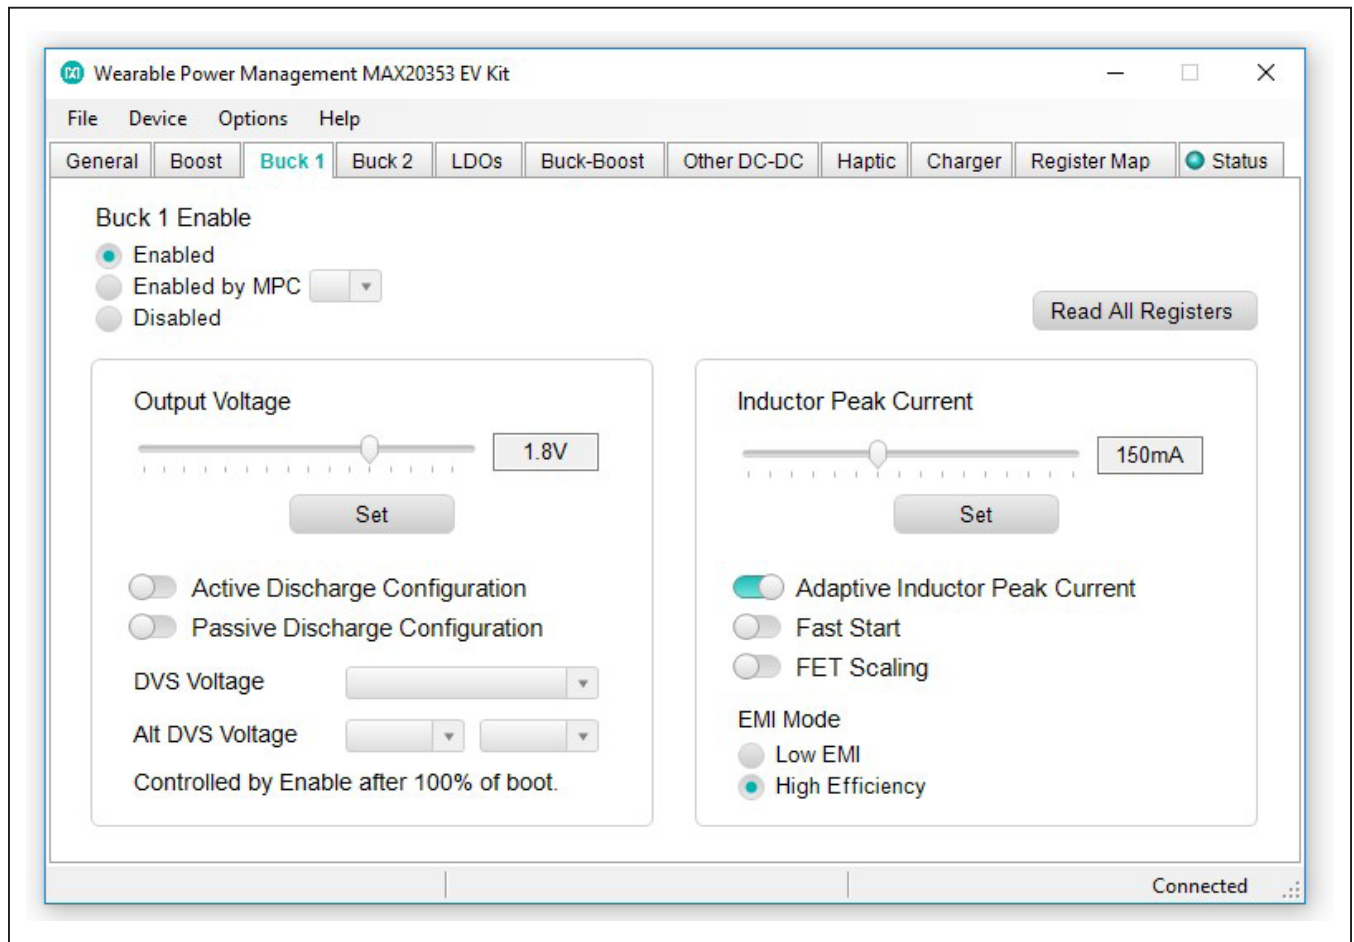 Wearable Power Management MAX20353 EV Kit
File Device Options Help
General Boost Buck 1 Buck 2 LDOs Buck-Boost Other DC-DC Haptic Charger Register Map Status
Buck 1 Enable
Enabled
Enabled by MPC
Disabled
Read All Registers
Output Voltage
1.8V
Set
Active Discharge Configuration
Passive Discharge Configuration
DVS Voltage
Alt DVS Voltage
Controlled by Enable after 100% of boot.
Inductor Peak Current
150mA
Set
Adaptive Inductor Peak Current
Fast Start
FET Scaling
EMI Mode
Low EMI
High Efficiency
Connected